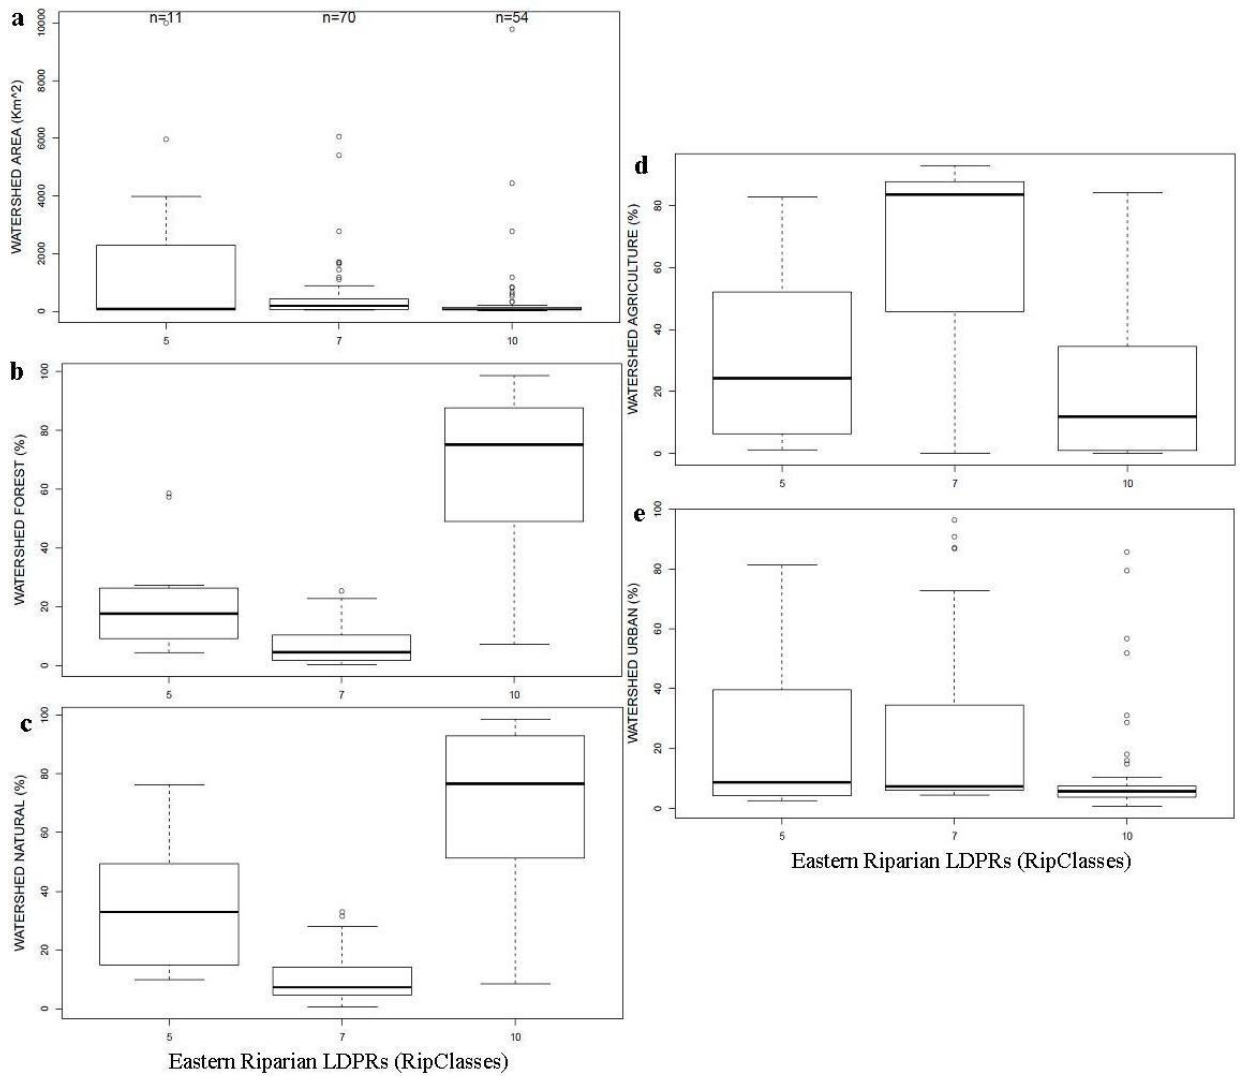 a
n=11 n=70 n=54
WATERSHED AREA (Km^2)
10000
8000
6000
4000
2000
0
5 7 10
b
WATERSHED FOREST (%)
100
80
60
40
20
0
5 7 10
c
WATERSHED NATURAL (%)
100
80
60
40
20
0
5 7 10
Eastern Riparian LDPRs (RipClasses)
d
WATERSHED AGRICULTURE (%)
80
60
40
20
0
5 7 10
e
WATERSHED URBAN (%)
100
80
60
40
20
0
5 7 10
Eastern Riparian LDPRs (RipClasses)